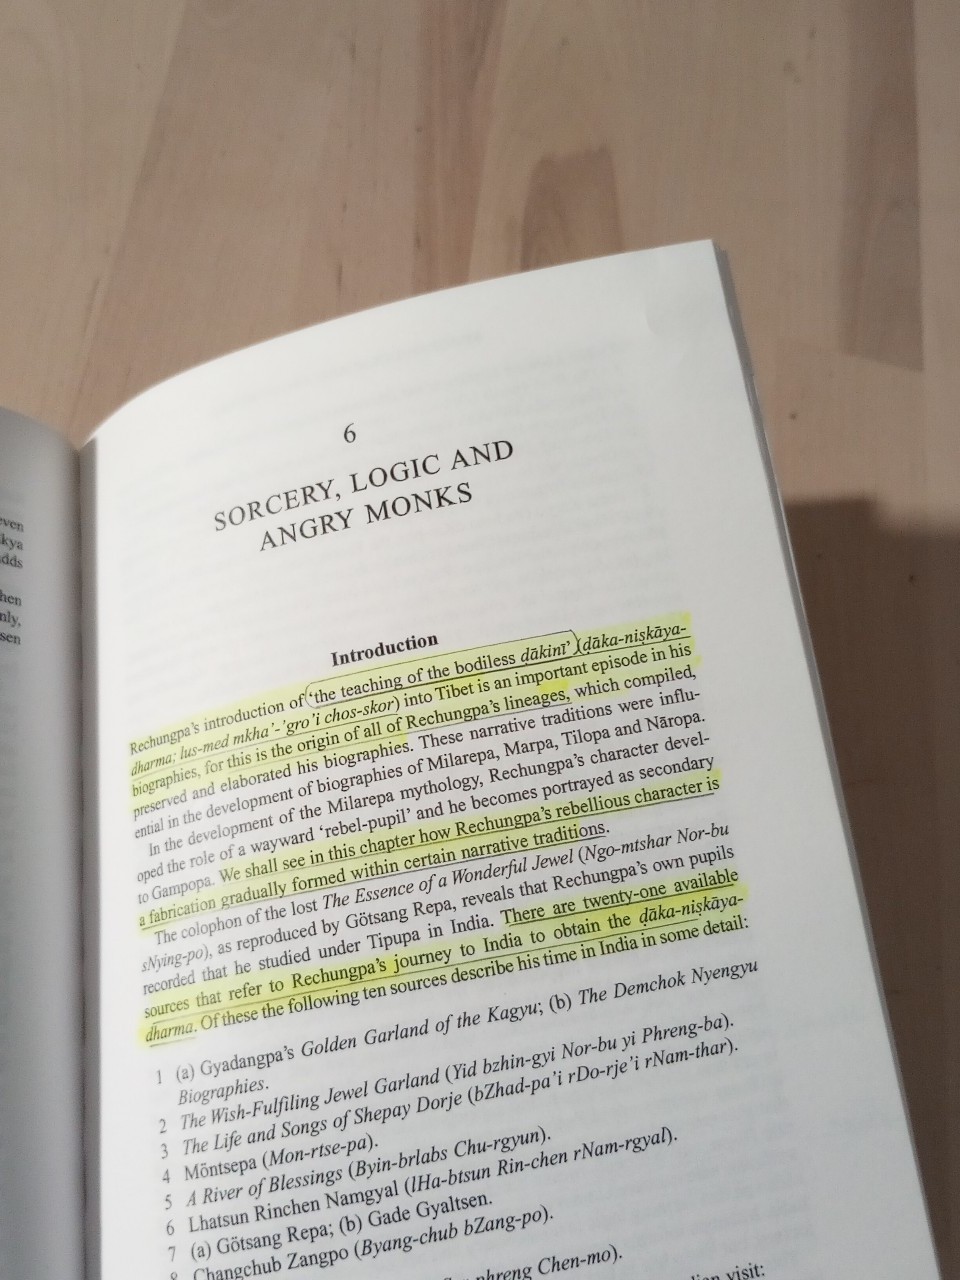 even
kya
dds
hen
nly,
sen
6
SORCERY, LOGIC AND
ANGRY MONKS
Introduction
Rechungpa's introduction of 'the teaching of the bodiless ḍākinī' (ḍāka-niṣkāya-
dharma; lus-med mkha'-'gro'i chos-skor) into Tibet is an important episode in his
biographies, for this is the origin of all of Rechungpa's lineages, which compiled,
preserved and elaborated his biographies. These narrative traditions were influ-
ential in the development of biographies of Milarepa, Marpa, Tilopa and Nāropa.
In the development of the Milarepa mythology, Rechungpa's character devel-
oped the role of a wayward 'rebel-pupil' and he becomes portrayed as secondary
to Gampopa. We shall see in this chapter how Rechungpa's rebellious character is
a fabrication gradually formed within certain narrative traditions.
The colophon of the lost The Essence of a Wonderful Jewel (Ngo-mtshar Nor-bu
sNying-po), as reproduced by Götsang Repa, reveals that Rechungpa's own pupils
recorded that he studied under Tipupa in India. There are twenty-one available
sources that refer to Rechungpa's journey to India to obtain the ḍāka-niṣkāya-
dharma. Of these the following ten sources describe his time in India in some detail:
1 (a) Gyadangpa's Golden Garland of the Kagyu; (b) The Demchok Nyengyu
Biographies.
2 The Wish-Fulfiling Jewel Garland (Yid bzhin-gyi Nor-bu yi Phreng-ba).
3 The Life and Songs of Shepay Dorje (bZhad-pa'i rDo-rje'i rNam-thar).
4 Möntsepa (Mon-rtse-pa).
5 A River of Blessings (Byin-brlabs Chu-rgyun).
6 Lhatsun Rinchen Namgyal (lHa-btsun Rin-chen rNam-rgyal).
7 (a) Götsang Repa; (b) Gade Gyaltsen.
8 Changchub Zangpo (Byang-chub bZang-po).
phreng Chen-mo).
visit: